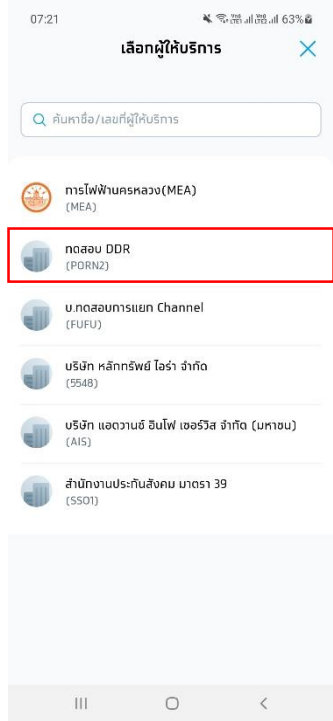 07:21 63%
เลือกผู้ให้บริการ
ค้นหาชื่อ/เลขที่ผู้ให้บริการ
การไฟฟ้านครหลวง(MEA)
(MEA)
ทดสอบ DDR
(PORN2)
บ.ทดสอบการแยก Channel
(FUFU)
บริษัท หลักทรัพย์ ไอร่า จำกัด
(5548)
บริษัท แอดวานซ์ อินโฟ เซอร์วิส จำกัด (มหาชน)
(AIS)
สำนักงานประกันสังคม มาตรา 39
(SSO1)